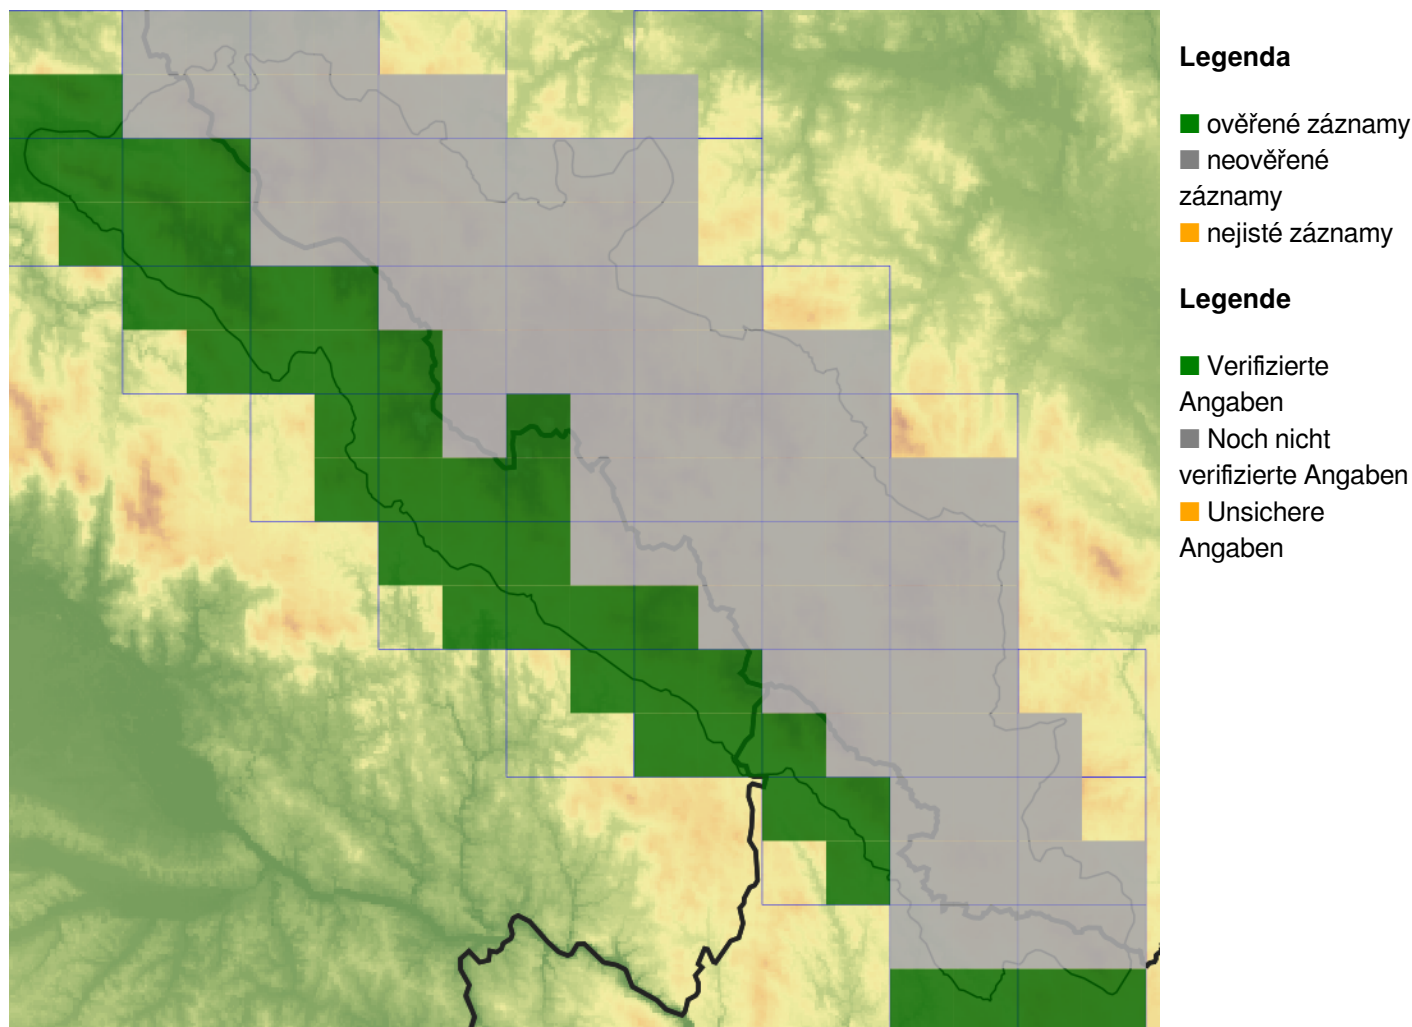 Legenda
ověřené záznamy
neověřené
záznamy
nejisté záznamy
Legende
Verifizierte
Angaben
Noch nicht
verifizierte Angaben
Unsichere
Angaben